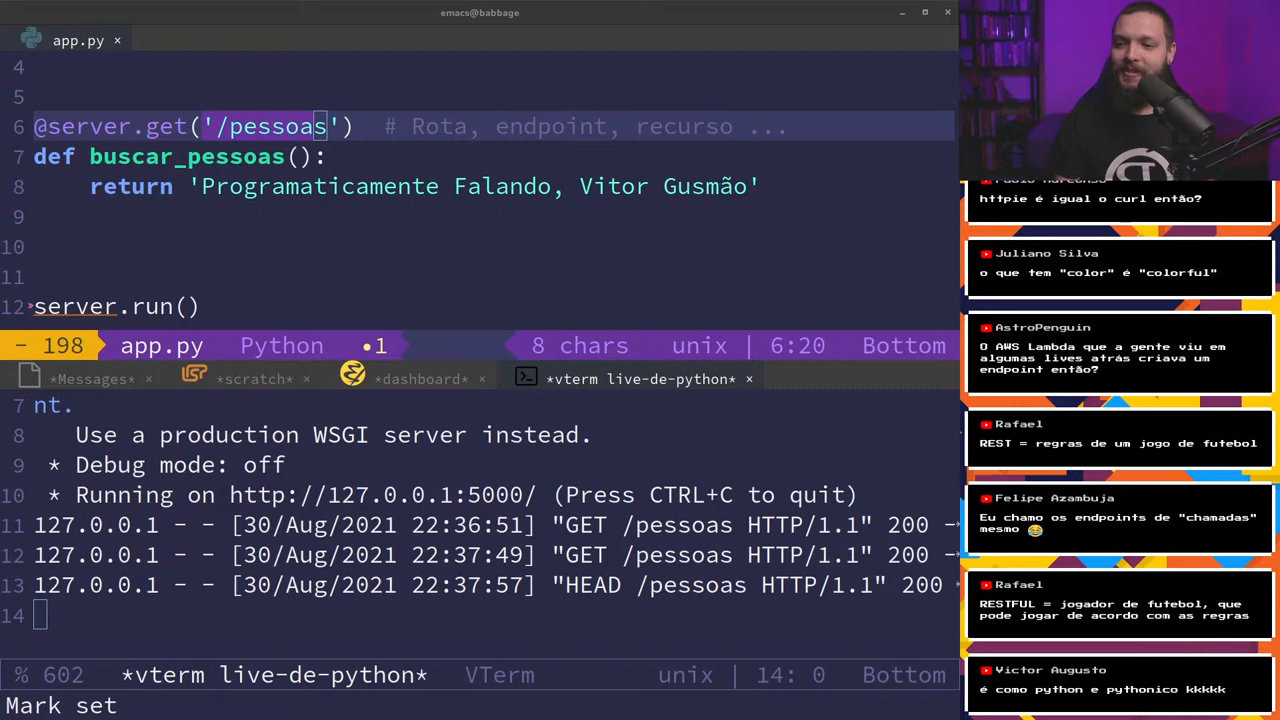 emacs@babbage
app.py ×
4
5
6 @server.get('/pessoas') # Rota, endpoint, recurso ...
7 def buscar_pessoas():
8 return 'Programaticamente Falando, Vitor Gusmão'
9
10
11
12 server.run()
- 198 app.py Python •1 8 chars unix | 6:20 Bottom
*Messages* × *scratch* × *dashboard* × *vterm live-de-python* ×
7 nt.
8 Use a production WSGI server instead.
9 * Debug mode: off
10 * Running on http://127.0.0.1:5000/ (Press CTRL+C to quit)
11 127.0.0.1 - - [30/Aug/2021 22:36:51] "GET /pessoas HTTP/1.1" 200 -
12 127.0.0.1 - - [30/Aug/2021 22:37:49] "GET /pessoas HTTP/1.1" 200 -
13 127.0.0.1 - - [30/Aug/2021 22:37:57] "HEAD /pessoas HTTP/1.1" 200
14
% 602 *vterm live-de-python* VTerm unix | 14: 0 Bottom
Mark set
httpie é igual o curl então?
Juliano Silva
o que tem "color" é "colorful"
AstroPenguin
O AWS Lambda que a gente viu em
algumas lives atrás criava um
endpoint então?
Rafael
REST = regras de um jogo de futebol
Felipe Azambuja
Eu chamo os endpoints de "chamadas"
mesmo 😂
Rafael
RESTFUL = jogador de futebol, que
pode jogar de acordo com as regras
Victor Augusto
é como python e pythonico kkkkk